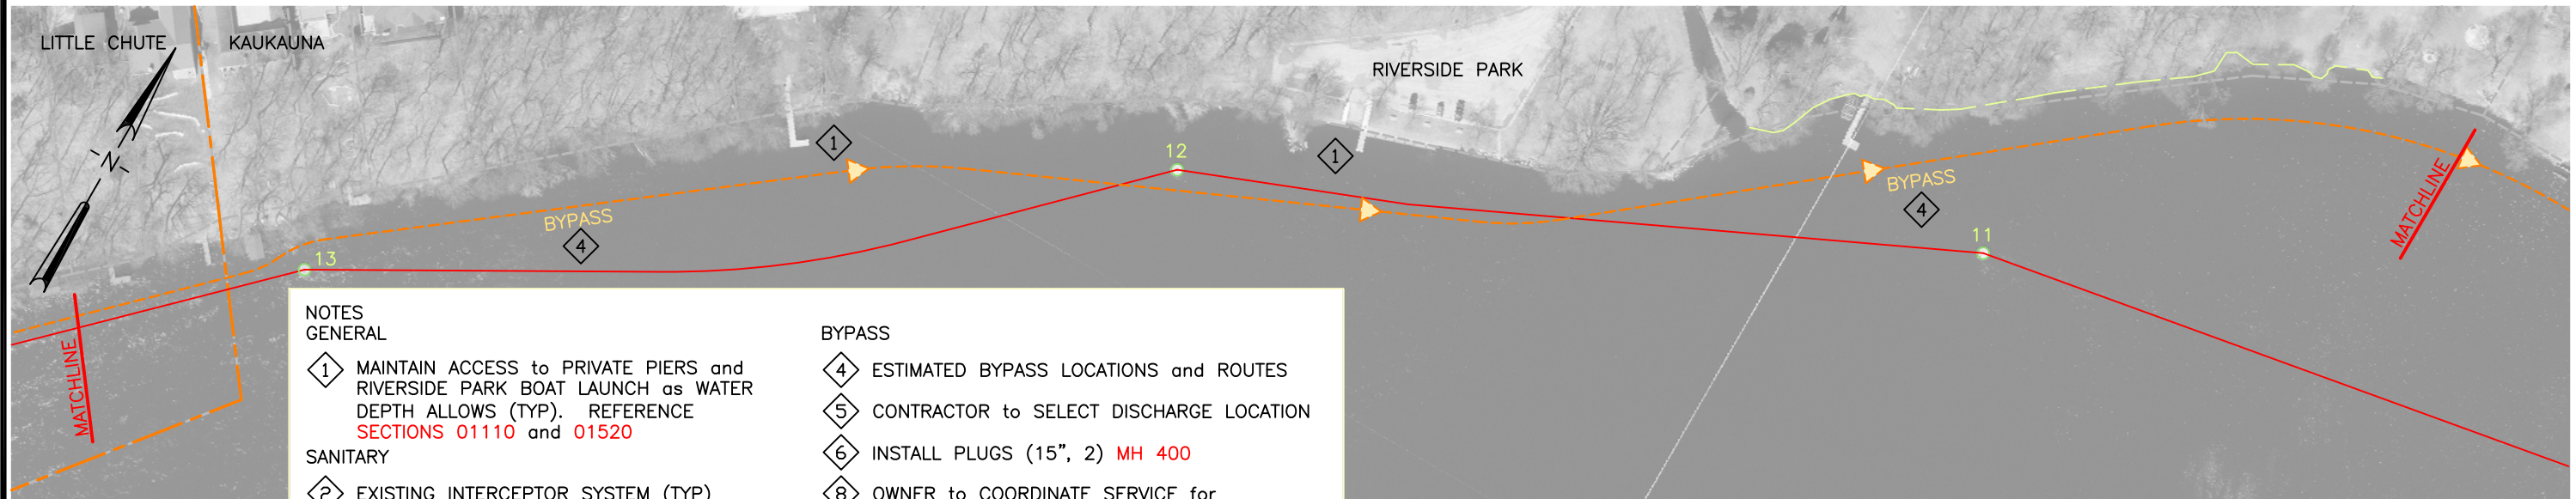 LITTLE CHUTE
KAUKAUNA
N
RIVERSIDE PARK
1
12
1
BYPASS
4
BYPASS
4
11
13
MATCHLINE
MATCHLINE
NOTES
GENERAL
1 MAINTAIN ACCESS to PRIVATE PIERS and
RIVERSIDE PARK BOAT LAUNCH as WATER
DEPTH ALLOWS (TYP). REFERENCE
SECTIONS 01110 and 01520
SANITARY
2 EXISTING INTERCEPTOR SYSTEM (TYP)
BYPASS
4 ESTIMATED BYPASS LOCATIONS and ROUTES
5 CONTRACTOR to SELECT DISCHARGE LOCATION
6 INSTALL PLUGS (15”, 2) MH 400
8 OWNER to COORDINATE SERVICE for